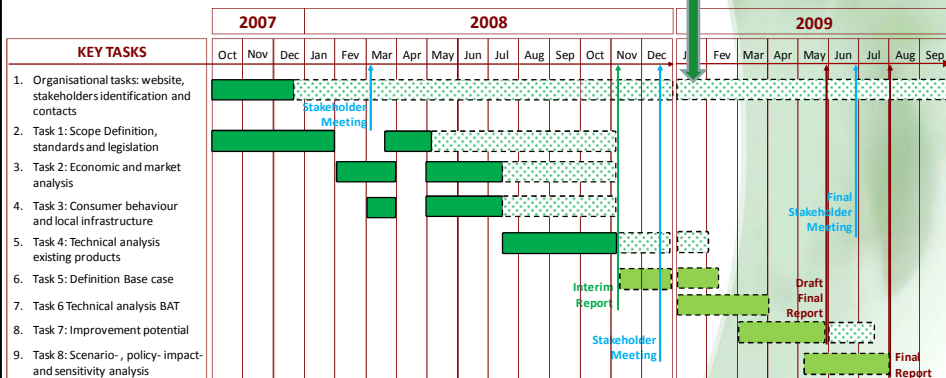 2007 2008 2009
KEY TASKS Oct Nov Dec Jan Fev Mar Apr May Jun Jul Aug Sep Oct Nov Dec Fev Mar Apr May Jun Jul Aug Sep
1. Organisational tasks: website,
stakeholders identification and
contacts
Stakeholder
Meeting
2. Task 1: Scope Definition,
standards and legislation
3. Task 2: Economic and market
analysis
4. Task 3: Consumer behaviour
and local infrastructure
Final
Stakeholder
Meeting
5. Task 4: Technical analysis
existing products
6. Task 5: Definition Base case
Interim
Report
Draft
Final
Report
7. Task 6 Technical analysis BAT
8. Task 7: Improvement potential
Stakeholder
Meeting
9. Task 8: Scenario-, policy- impact-
and sensitivity analysis
Final
Report